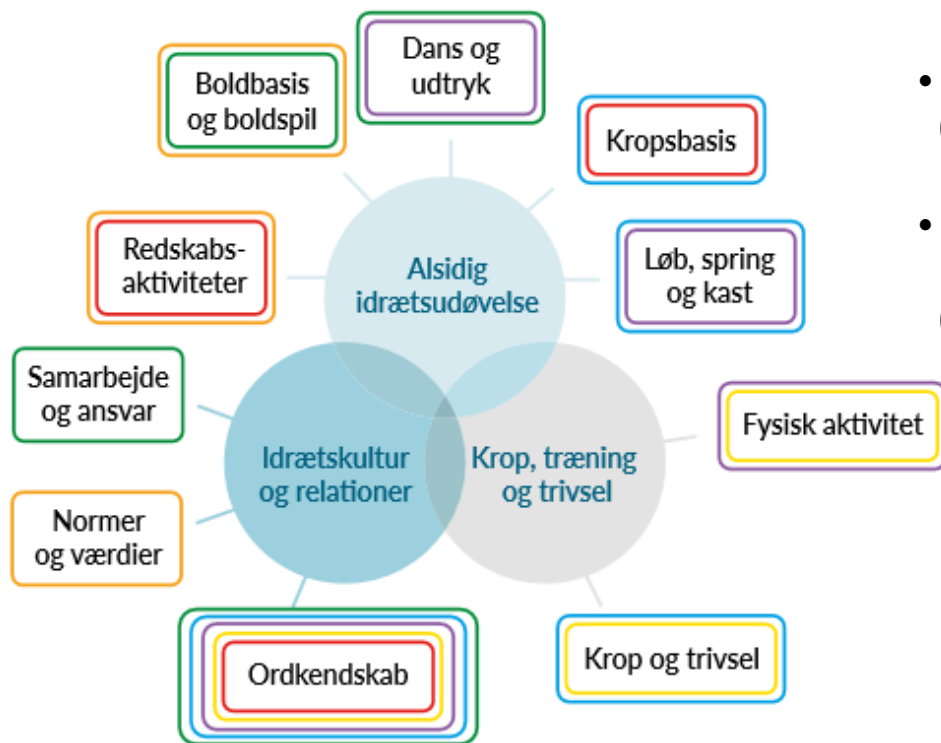 Dans og
udtryk
Boldbasis
og boldspil
Kropsbasis
Redskabs-
aktiviteter
Alsidig
idrætsudøvelse
Løb, spring
og kast
Samarbejde
og ansvar
Fysisk aktivitet
Idrætskultur
og relationer
Krop, træning
og trivsel
Normer
og værdier
Ordkendskab
Krop og trivsel